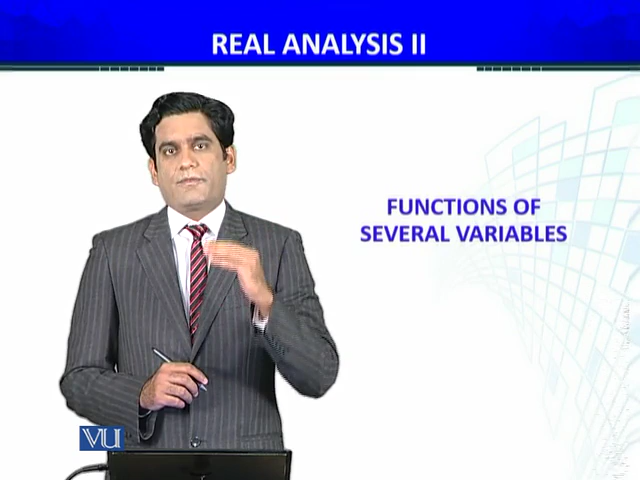 REAL ANALYSIS II
FUNCTIONS OF
SEVERAL VARIABLES
VU